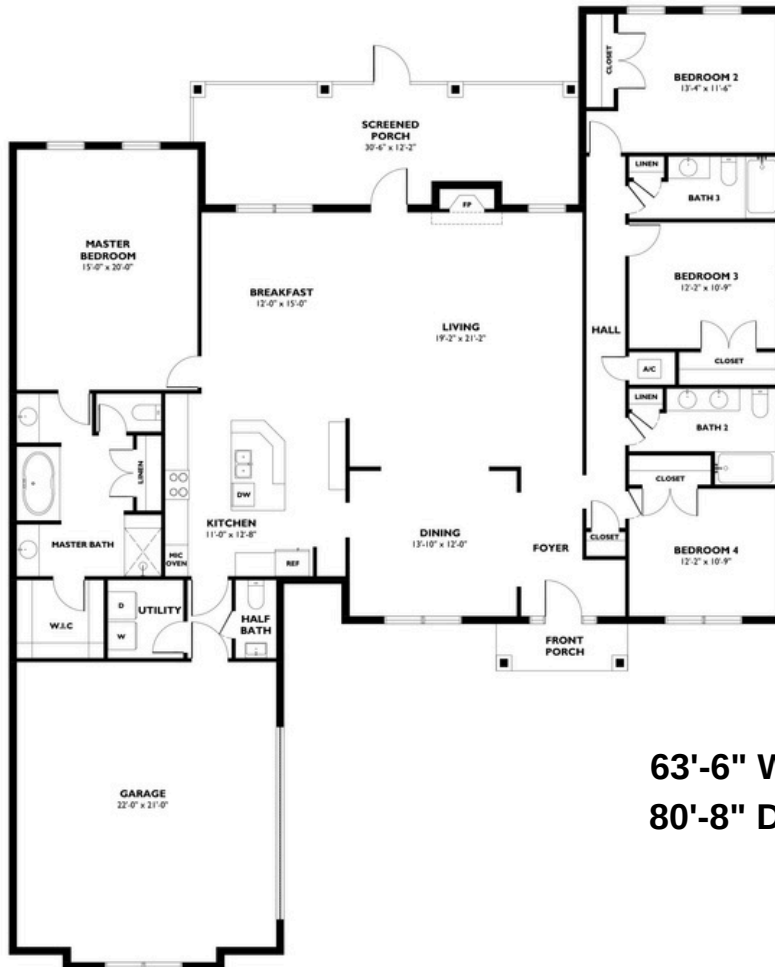 CLOSET
BEDROOM 2
13'-4" x 11'-6"
SCREENED
PORCH
30'-6" x 12'-2"
LINEN
BATH 3
FP
MASTER
BEDROOM
15'-0" x 20'-0"
BREAKFAST
12'-0" x 15'-0"
LIVING
19'-2" x 21'-2"
HALL
BEDROOM 3
12'-2" x 10'-9"
CLOSET
A/C
LINEN
BATH 2
LINEN
DW
CLOSET
KITCHEN
11'-0" x 12'-8"
DINING
13'-10" x 12'-0"
FOYER
CLOSET
BEDROOM 4
12'-2" x 10'-9"
MASTER BATH
MIC
OVEN
REF
W.I.C
D
W
UTILITY
HALF
BATH
FRONT
PORCH
63'-6" W
80'-8" D
GARAGE
22'-0" x 21'-0"